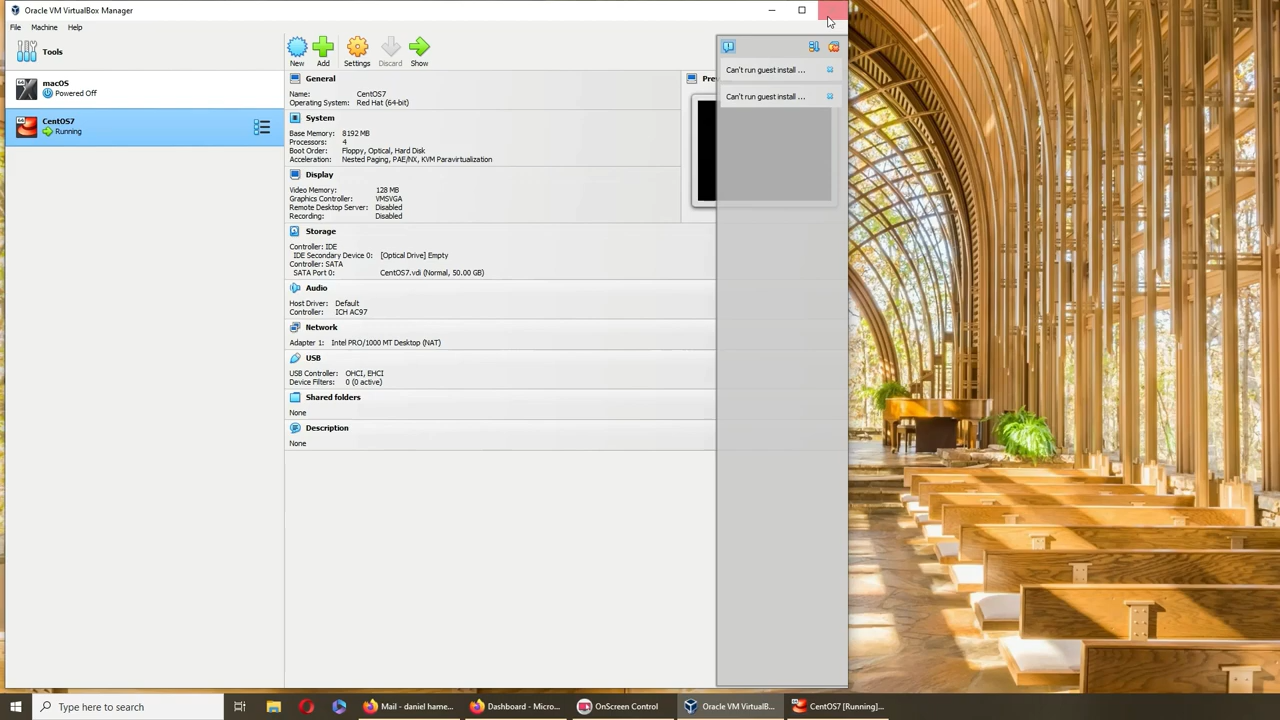 Oracle VM VirtualBox Manager
File Machine Help
Tools
New Add Settings Discard Show
64 macOS
Powered Off
64 CentOS7
Running
General
Name: CentOS7
Operating System: Red Hat (64-bit)
System
Base Memory: 8192 MB
Processors: 4
Boot Order: Floppy, Optical, Hard Disk
Acceleration: Nested Paging, PAE/NX, KVM Paravirtualization
Display
Video Memory: 128 MB
Graphics Controller: VMSVGA
Remote Desktop Server: Disabled
Recording: Disabled
Storage
Controller: IDE
IDE Secondary Device 0: [Optical Drive] Empty
Controller: SATA
SATA Port 0: CentOS7.vdi (Normal, 50.00 GB)
Audio
Host Driver: Default
Controller: ICH AC97
Network
Adapter 1: Intel PRO/1000 MT Desktop (NAT)
USB
USB Controller: OHCI, EHCI
Device Filters: 0 (0 active)
Shared folders
None
Description
None
Can't run guest install ...
Can't run guest install ...
Type here to search
Mail - daniel hame...
Dashboard - Micro...
OnScreen Control
Oracle VM VirtualB...
CentOS7 [Running]...